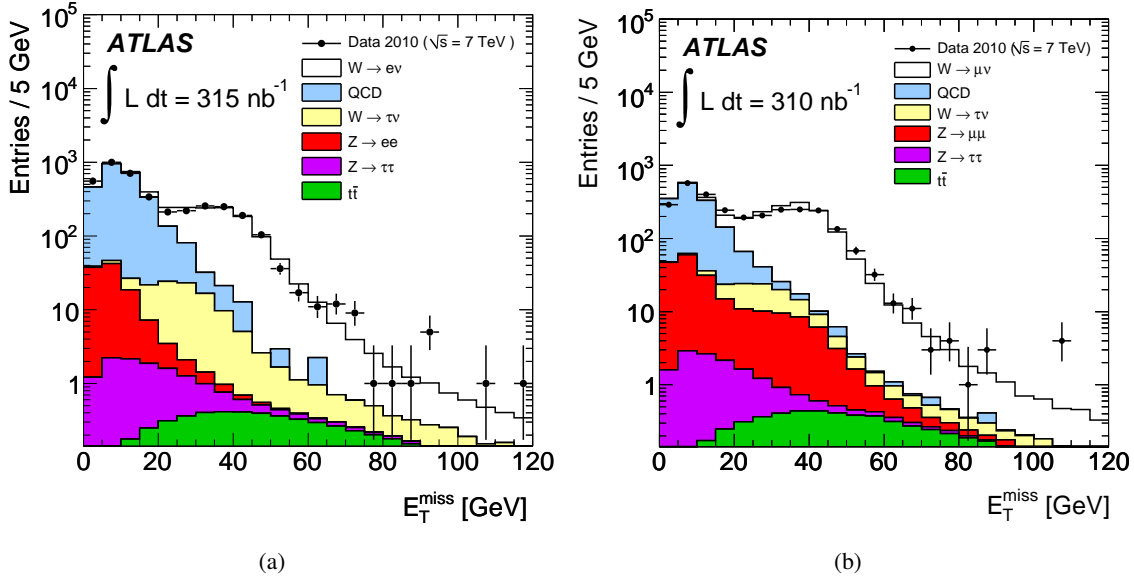 Entries / 5 GeV
10⁵
10⁴
10³
10²
10
1
ATLAS
∫ L dt = 315 nb⁻¹
Data 2010 (√s = 7 TeV )
W → eν
QCD
W → τν
Z → ee
Z → ττ
tt̄
0 20 40 60 80 100 120
E_T^miss [GeV]
(a)
Entries / 5 GeV
10⁵
10⁴
10³
10²
10
1
ATLAS
∫ L dt = 310 nb⁻¹
Data 2010 (√s = 7 TeV)
W → μν
QCD
W → τν
Z → μμ
Z → ττ
tt̄
0 20 40 60 80 100 120
E_T^miss [GeV]
(b)